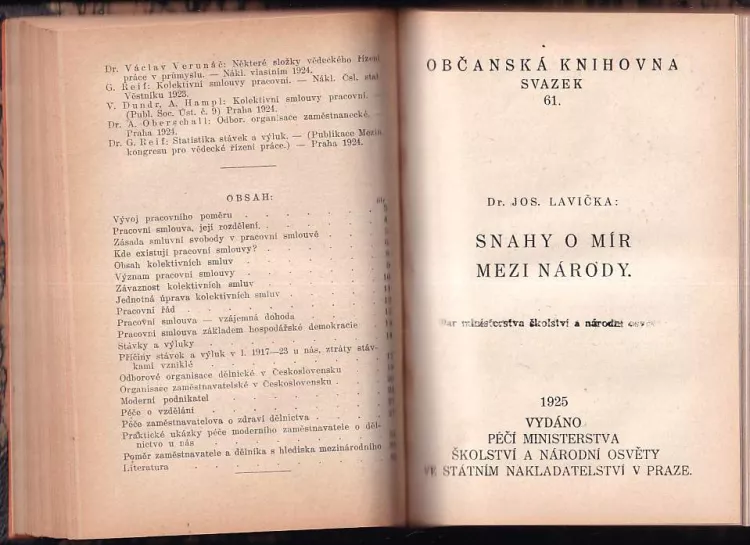 Dr. Václav Verunáč: Některé složky vědeckého řízení
práce v průmyslu. — Nákl. vlastním 1924.
G. Reif: Kolektivní smlouvy pracovní. — Nákl. Čsl. stat.
Věstníku 1923.
V. Dundr, A. Hampl: Kolektivní smlouvy pracovní. —
(Publ. Soc. Úst. č. 9) Praha 1924.
Dr. A. Oberschall: Odbor. organisace zaměstnanecké. —
Praha 1924.
Dr. G. Reif: Statistika stávek a výluk. — (Publikace Mezin.
kongresu pro vědecké řízení práce.) — Praha 1924.
OBSAH:
Vývoj pracovního poměru
Pracovní smlouva, její rozdělení
Zásada smluvní svobody v pracovní smlouvě
Kde existují pracovní smlouvy?
Obsah kolektivních smluv
Význam pracovní smlouvy
Závaznost kolektivních smluv
Jednotná úprava kolektivních smluv
Pracovní řád
Pracovní smlouva — vzájemná dohoda
Pracovní smlouva základem hospodářské demokracie
Stávky a výluky
Příčiny stávek a výluk v l. 1917—23 u nás, ztráty stáv-
kami vzniklé
Odborové organisace dělnické v Československu
Organisace zaměstnavatelské v Československu
Moderní podnikatel
Péče o vzdělání
Péče zaměstnavatelova o zdraví dělnictva
Praktické ukázky péče moderního zaměstnavatele o děl-
nictvo u nás
Poměr zaměstnavatele a dělníka s hlediska mezinárodního
Literatura
OBČANSKÁ KNIHOVNA
SVAZEK
61.
Dr. JOS. LAVIČKA:
SNAHY O MÍR
MEZI NÁRODY.
ministerstva školství a národní
1925
VYDÁNO
PÉČÍ MINISTERSTVA
ŠKOLSTVÍ A NÁRODNÍ OSVĚTY
VE STÁTNÍM NAKLADATELSTVÍ V PRAZE.